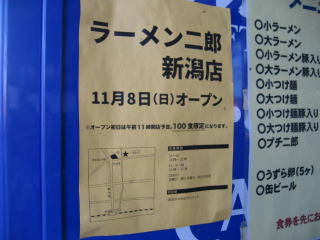 ラーメン二郎
新潟店
11月8日(日)オープン
※オープン初日は午前11時開店予定、100食限定になります。
メニ
○小ラーメン
○大ラーメン
○小ラーメン豚入り
○大ラーメン豚入り
○小つけ麺
○大つけ麺
○小つけ麺豚入り
○大つけ麺豚入り
○プチ二郎
○うずら卵(5ヶ)
○缶ビール
食券を先にお